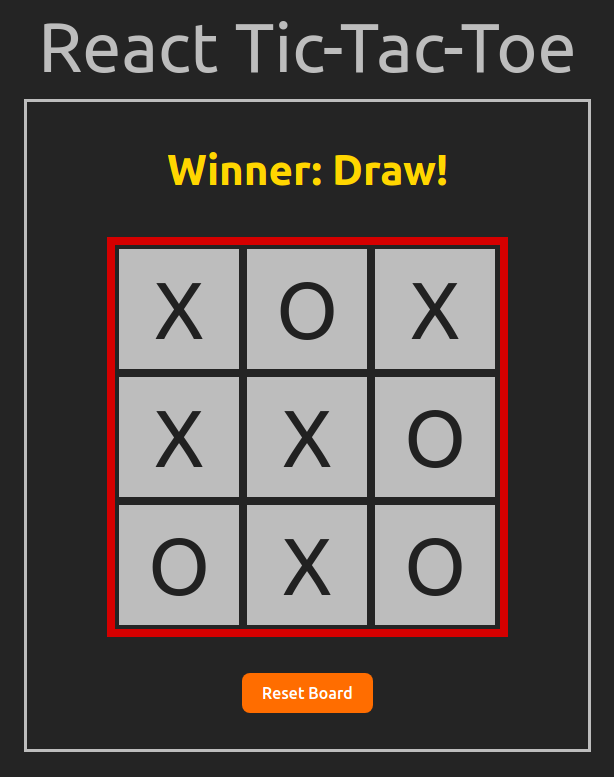 React Tic-Tac-Toe
Winner: Draw!
X O X
X X O
O X O
Reset Board